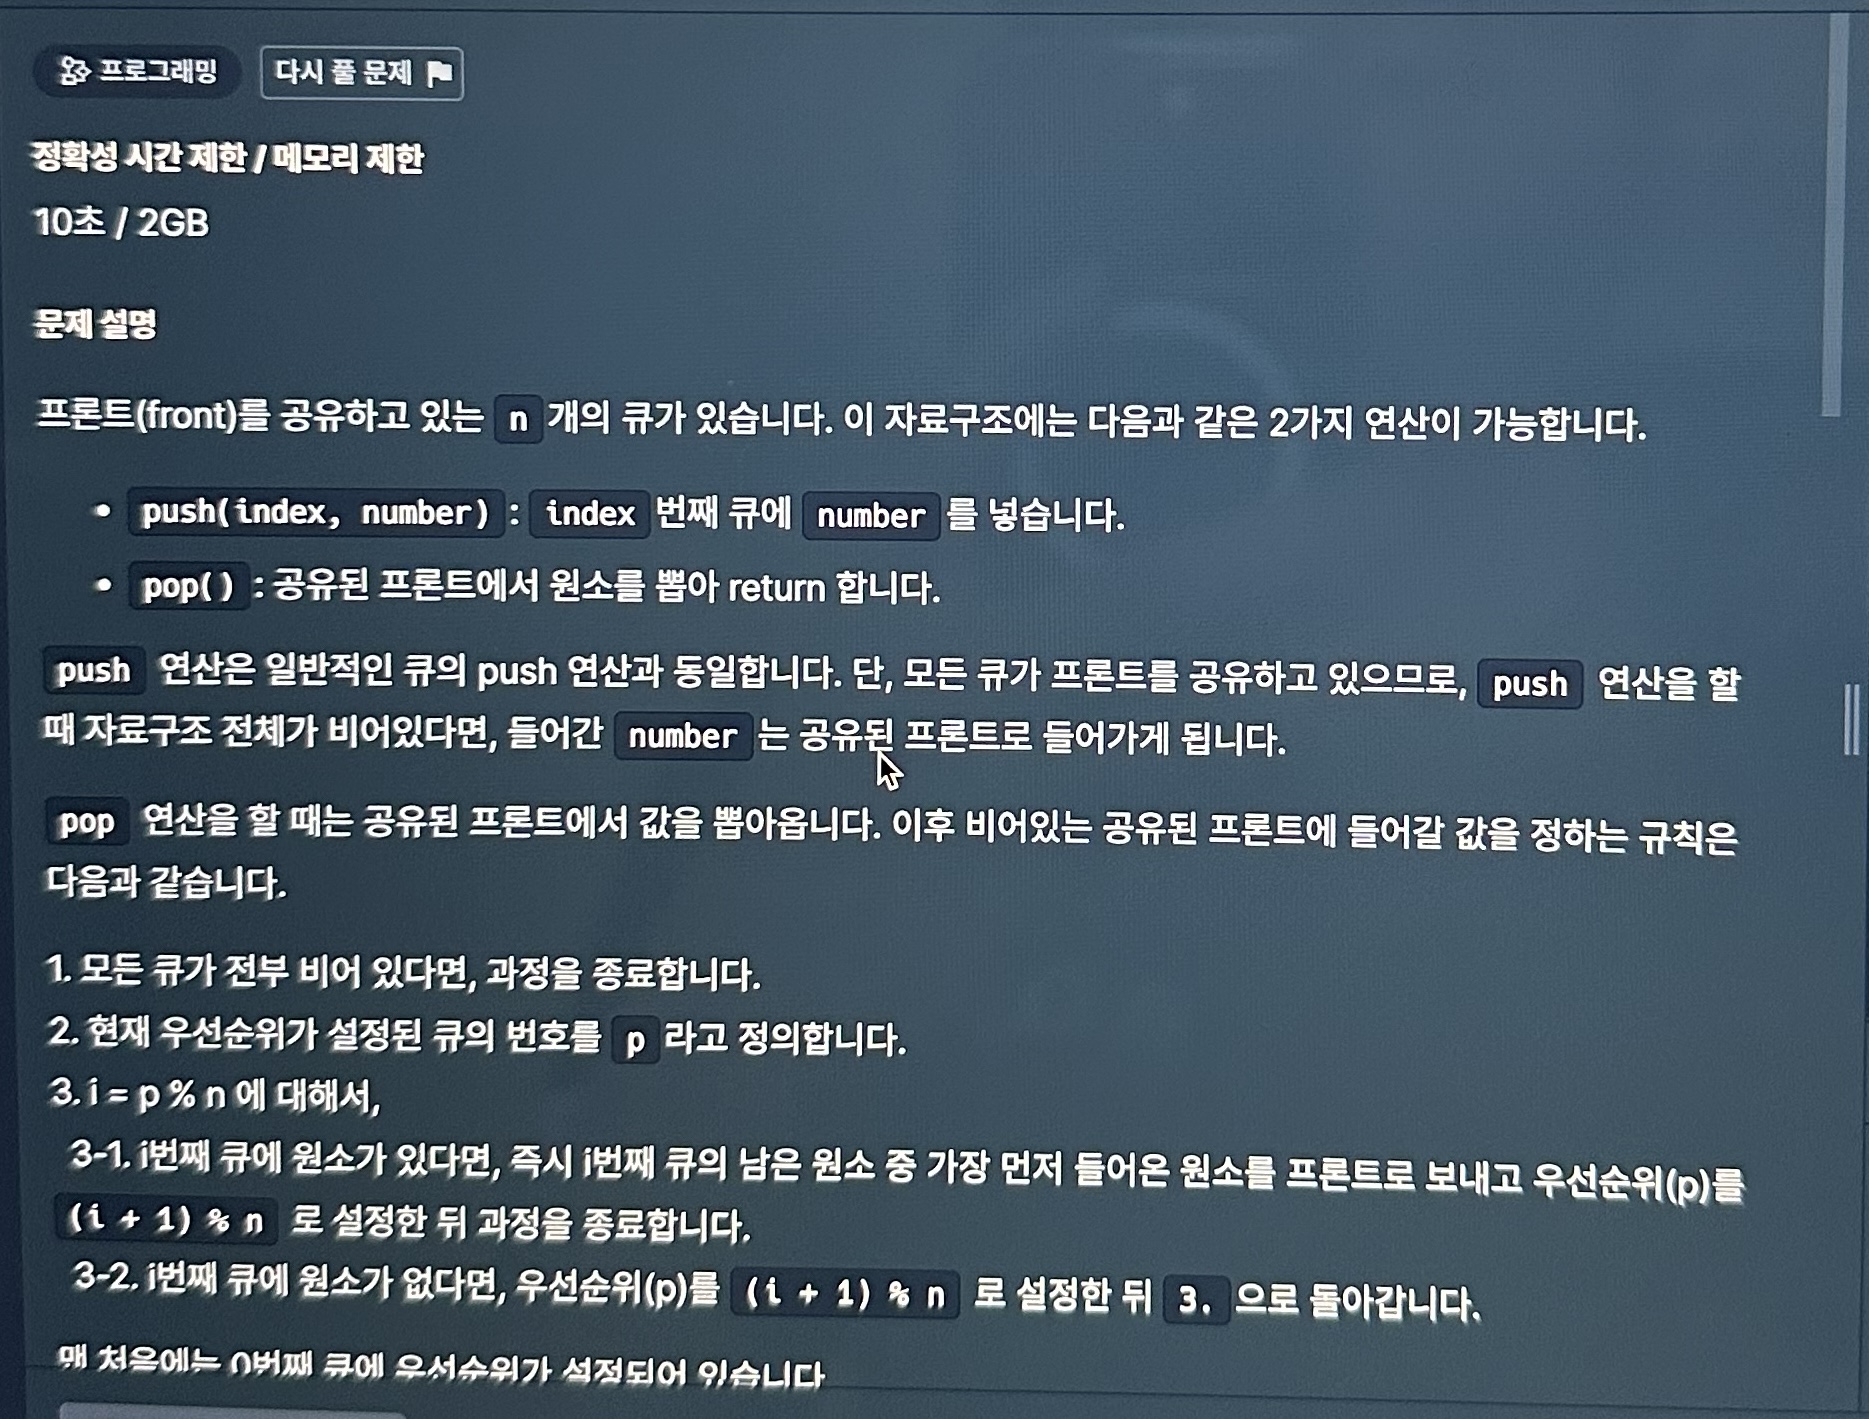 프로그래밍 다시 풀 문제
정확성 시간 제한 / 메모리 제한
10초 / 2GB
문제 설명
프론트(front)를 공유하고 있는 n 개의 큐가 있습니다. 이 자료구조에는 다음과 같은 2가지 연산이 가능합니다.
• push(index, number) : index 번째 큐에 number 를 넣습니다.
• pop() : 공유된 프론트에서 원소를 뽑아 return 합니다.
push 연산은 일반적인 큐의 push 연산과 동일합니다. 단, 모든 큐가 프론트를 공유하고 있으므로, push 연산을 할
때 자료구조 전체가 비어있다면, 들어간 number 는 공유된 프론트로 들어가게 됩니다.
pop 연산을 할 때는 공유된 프론트에서 값을 뽑아옵니다. 이후 비어있는 공유된 프론트에 들어갈 값을 정하는 규칙은
다음과 같습니다.
1. 모든 큐가 전부 비어 있다면, 과정을 종료합니다.
2. 현재 우선순위가 설정된 큐의 번호를 p 라고 정의합니다.
3. i = p % n 에 대해서,
3-1. i번째 큐에 원소가 있다면, 즉시 i번째 큐의 남은 원소 중 가장 먼저 들어온 원소를 프론트로 보내고 우선순위(p)를
(i + 1) % n 로 설정한 뒤 과정을 종료합니다.
3-2. i번째 큐에 원소가 없다면, 우선순위(p)를 (i + 1) % n 로 설정한 뒤 3. 으로 돌아갑니다.
맨 처음에는 0번째 큐에 우선순위가 설정되어 있습니다